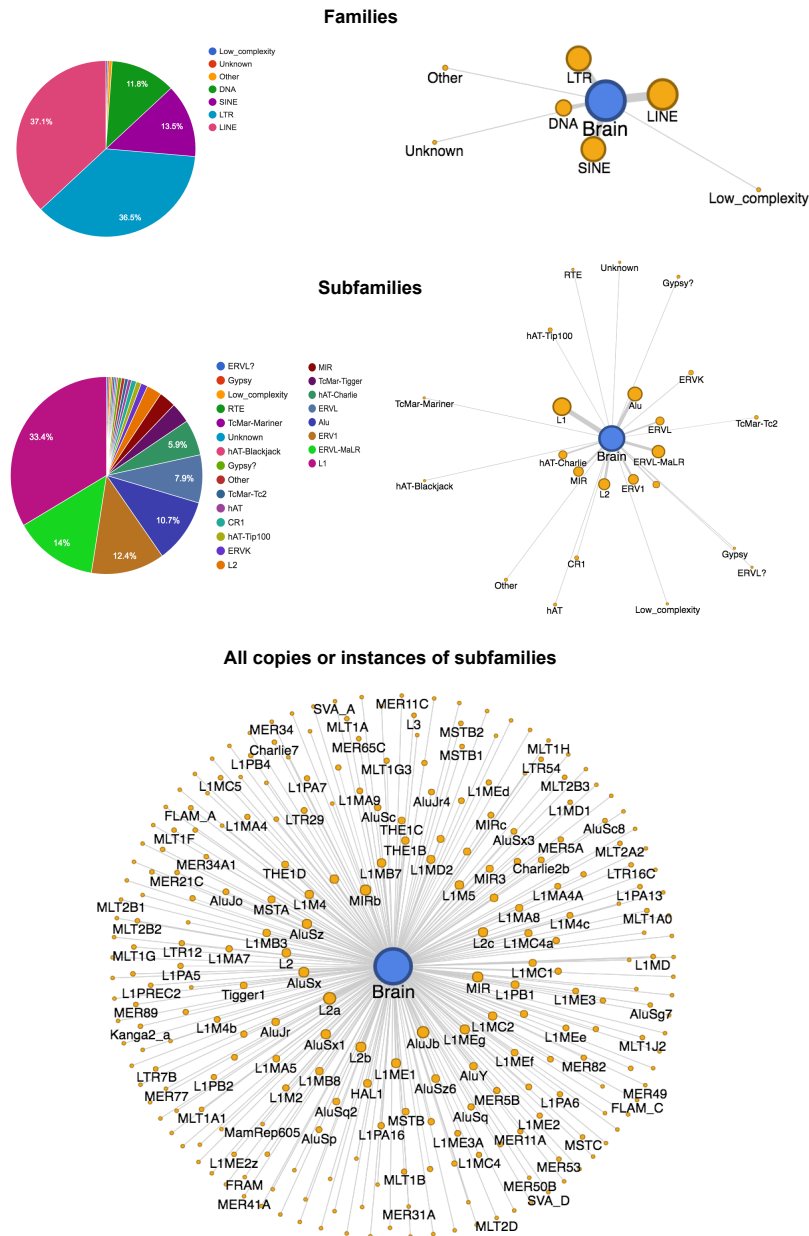 Families
Low_complexity
Unknown
Other
DNA
SINE
LTR
LINE
11.8%
13.5%
36.5%
37.1%
Other
LTR
LINE
DNA
Brain
Unknown
SINE
Low_complexity
Subfamilies
ERVL?
Gypsy
Low_complexity
RTE
TcMar-Mariner
Unknown
hAT-Blackjack
Gypsy?
Other
TcMar-Tc2
hAT
CR1
hAT-Tip100
ERVK
L2
MIR
TcMar-Tigger
hAT-Charlie
ERVL
Alu
ERV1
ERVL-MaLR
L1
33.4%
5.9%
7.9%
10.7%
12.4%
14%
Unknown
RTE
Gypsy?
hAT-Tip100
ERVK
TcMar-Mariner
Alu
L1
TcMar-Tc2
ERVL
Brain
ERVL-MaLR
hAT-Charlie
MIR
hAT-Blackjack
L2
ERV1
Gypsy
CR1
ERVL?
Other
hAT
Low_complexity
All copies or instances of subfamilies
SVA_A
MER11C
MER34
MLT1A
L3
MSTB2
Charlie7
MER65C
MSTB1
MLT1H
L1PB4
MLT1G3
LTR54
L1MC5
L1PA7
L1MA9
L1MEd
MLT2B3
AluJr4
FLAM_A
LTR29
AluSc
L1MD1
L1MA4
THE1C
MIRc
AluSc8
MLT1F
AluSx3
THE1B
MER5A
MLT2A2
MER34A1
THE1D
L1MB7
L1MD2
MIR3
Charlie2b
LTR16C
MER21C
L1M5
L1MA4A
L1PA13
AluJo
MSTA
L1M4
MIRb
MLT2B1
L1MA8
L1M4c
MLT1A0
MLT2B2
AluSz
L1MB3
L2c
L1MC4a
MLT1G
LTR12
L1MA7
L2
L1MD
L1PA5
AluSx
L1MC1
L1PREC2
Tigger1
Brain
MIR
L1PB1
L1ME3
MER89
L2a
AluSg7
Kanga2_a
L1M4b
AluJr
L1MC2
AluSx1
AluJb
L1MEg
L1MEe
MLT1J2
L2b
LTR7B
L1MA5
L1ME1
L1MEf
MER82
MER77
L1PB2
L1MB8
AluY
L1M2
HAL1
AluSz6
MER5B
L1PA6
MER49
FLAM_C
MLT1A1
AluSq2
MSTB
AluSq
L1ME2
MamRep605
AluSp
L1PA16
L1ME3A
MER11A
MSTC
L1ME2z
L1MC4
MER53
FRAM
MLT1B
MER50B
MER41A
SVA_D
MER31A
MLT2D